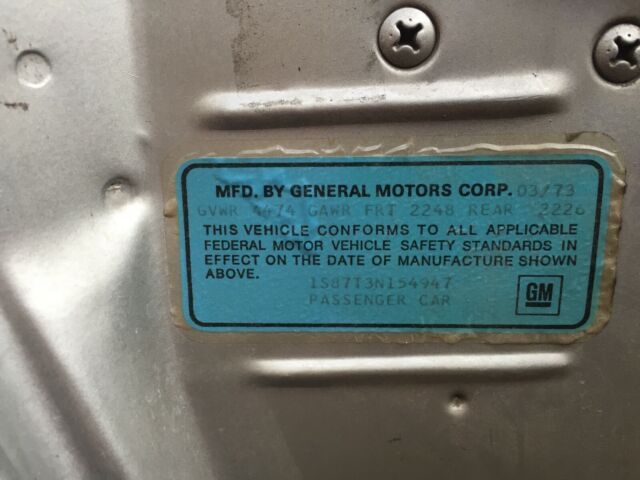 MFD. BY GENERAL MOTORS CORP. 03/73
GVWR 4474 GAWR FRT 2248 REAR 2226
THIS VEHICLE CONFORMS TO ALL APPLICABLE
FEDERAL MOTOR VEHICLE SAFETY STANDARDS IN
EFFECT ON THE DATE OF MANUFACTURE SHOWN
ABOVE.
1S87T3N154947
PASSENGER CAR
GM